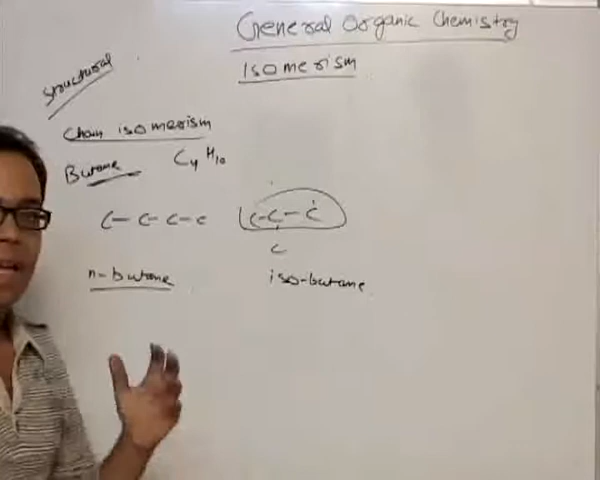 General Organic Chemistry
Isomerism
Structural
Chain isomerism
Butane C4H10
C - C - C - C
C - C - C
C
n-butane
iso-butane